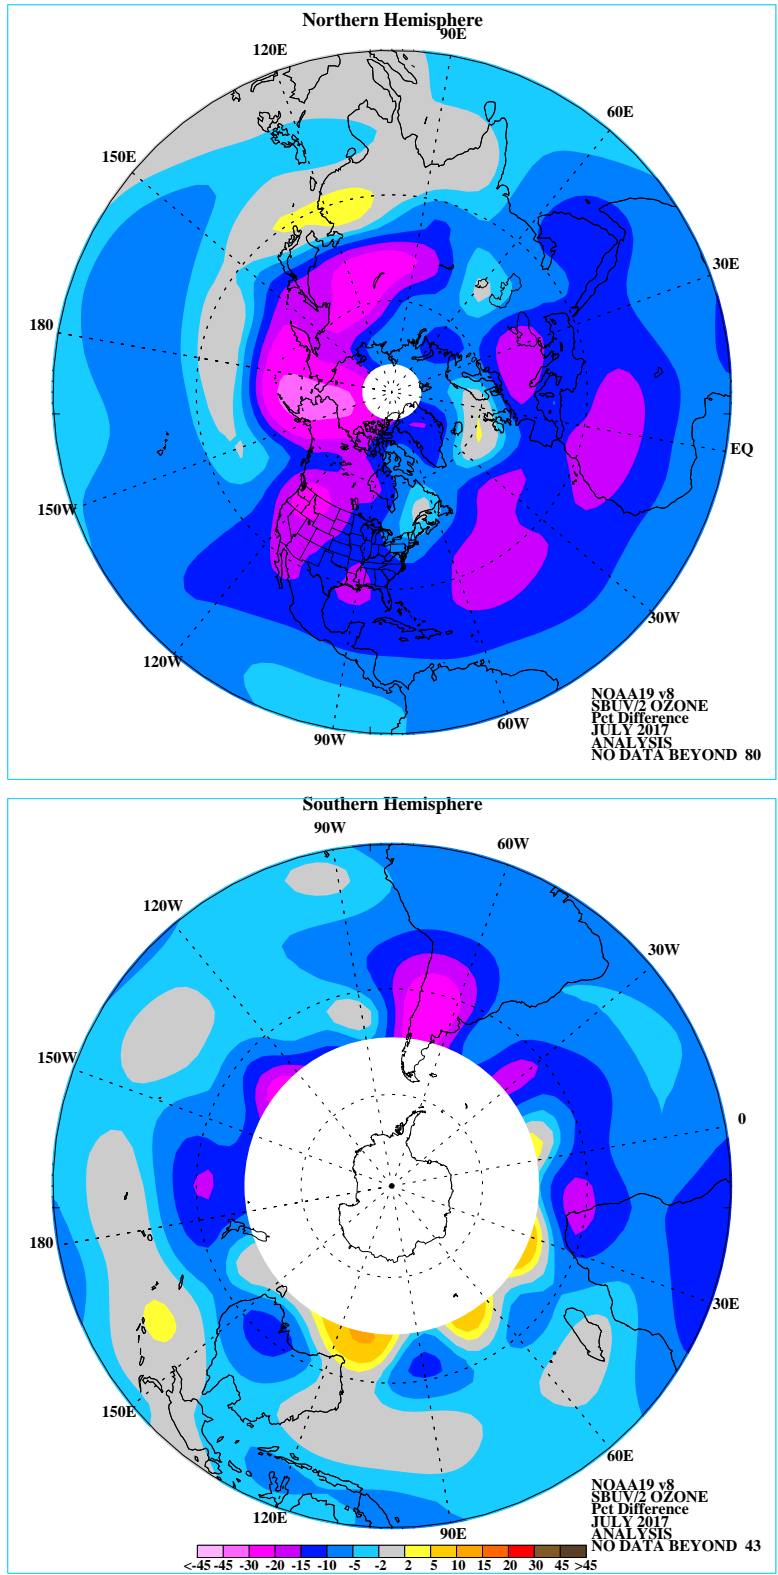 Northern Hemisphere
90E
120E
60E
150E
30E
180
EQ
150W
30W
120W
60W
90W
NOAA19 v8
SBUV/2 OZONE
Pct Difference
JULY 2017
ANALYSIS
NO DATA BEYOND 80
Southern Hemisphere
90W
60W
120W
30W
150W
0
180
30E
150E
60E
120E
90E
NOAA19 v8
SBUV/2 OZONE
Pct Difference
JULY 2017
ANALYSIS
NO DATA BEYOND 43
<-45 -45 -30 -20 -15 -10 -5 -2 2 5 10 15 20 30 45 >45